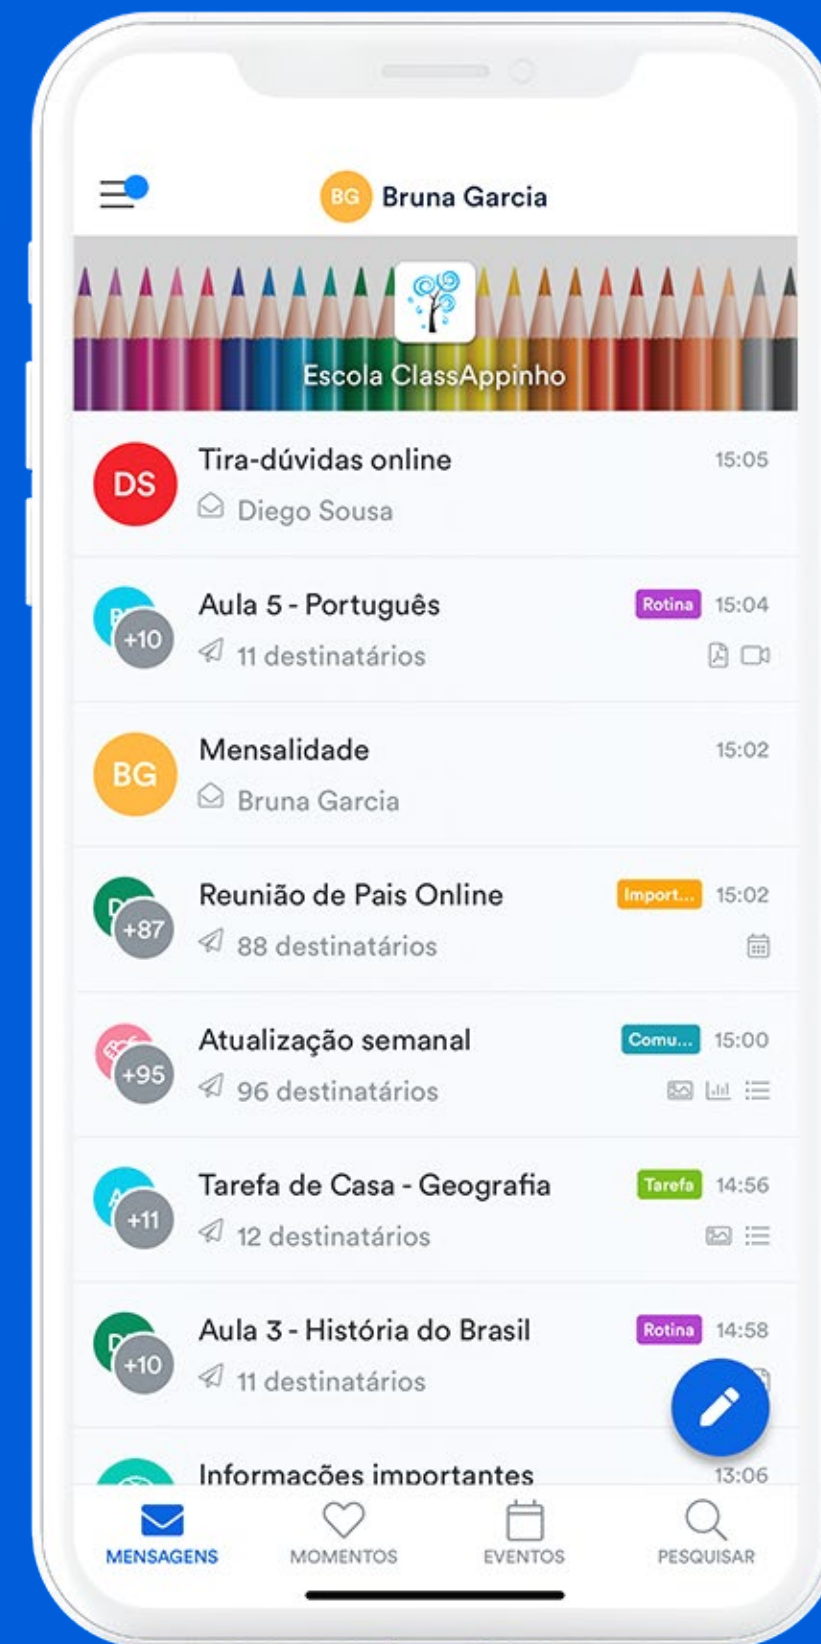 BG Bruna Garcia
Escola ClassAppinho
DS
Tira-dúvidas online 15:05
Diego Sousa
Aula 5 - Português Rotina 15:04
+10
11 destinatários
Mensalidade 15:02
BG
Bruna Garcia
Reunião de Pais Online Import... 15:02
+87
88 destinatários
Atualização semanal Comu... 15:00
+95
96 destinatários
Tarefa de Casa - Geografia Tarefa 14:56
+11
12 destinatários
Aula 3 - História do Brasil Rotina 14:58
+10
11 destinatários
Informações importantes 13:06
MENSAGENS MOMENTOS EVENTOS PESQUISAR